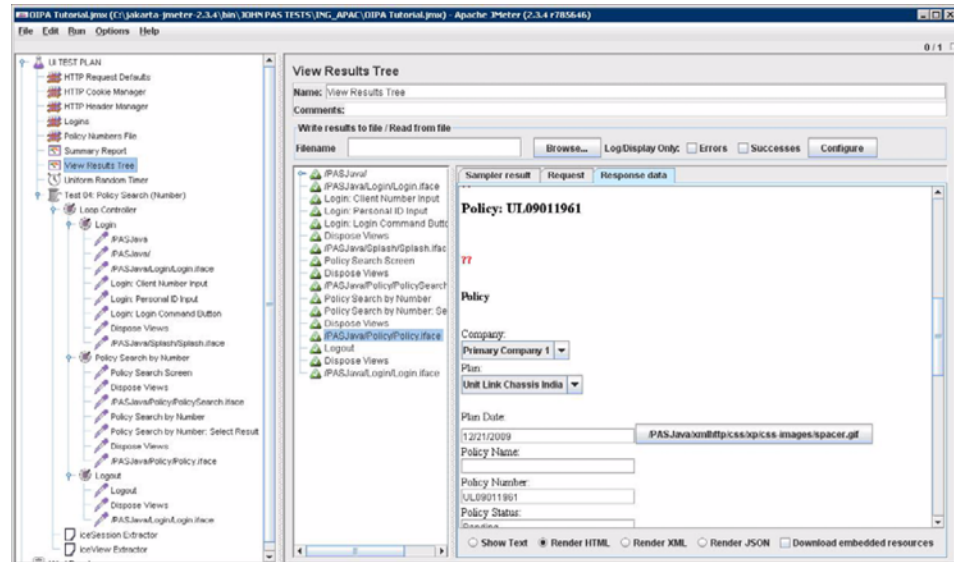 OIPA Tutorial.jmx (C:\jakarta-jmeter-2.3.4\bin\JOHN PAS TESTS\ING_APAC\OIPA Tutorial.jmx) - Apache JMeter (2.3.4 r785646)
File Edit Run Options Help
0 / 1
UI TEST PLAN
HTTP Request Defaults
HTTP Cookie Manager
HTTP Header Manager
Logins
Policy Numbers File
Summary Report
View Results Tree
Uniform Random Timer
Test 04: Policy Search (Number)
Loop Controller
Login
/PASJava
/PASJava/
/PASJava/Login/Login.iface
Login: Client Number Input
Login: Personal ID Input
Login: Login Command Button
Dispose Views
/PASJava/Splash/Splash.iface
Policy Search by Number
Policy Search Screen
Dispose Views
/PASJava/Policy/PolicySearch.iface
Policy Search by Number
Policy Search by Number: Select Result
Dispose Views
/PASJava/Policy/Policy.iface
Logout
Logout
Dispose Views
/PASJava/Login/Login.iface
iceSession Extractor
iceView Extractor
View Results Tree
Name: View Results Tree
Comments:
Write results to file / Read from file
Filename Browse... Log/Display Only: Errors Successes Configure
/PASJava/
/PASJava/Login/Login.iface
Login: Client Number Input
Login: Personal ID Input
Login: Login Command Butto
Dispose Views
/PASJava/Splash/Splash.ifac
Policy Search Screen
Dispose Views
/PASJava/Policy/PolicySearch
Policy Search by Number
Policy Search by Number: Se
Dispose Views
/PASJava/Policy/Policy.iface
Logout
Dispose Views
/PASJava/Login/Login.iface
Sampler result Request Response data
Policy: UL09011961
??
Policy
Company:
Primary Company 1
Plan:
Unit Link Chassis India
Plan Date:
12/21/2009 /PASJava/xmlhttp/css/xp/css-images/spacer.gif
Policy Name:
Policy Number:
UL09011961
Policy Status:
Pending
Show Text Render HTML Render XML Render JSON Download embedded resources